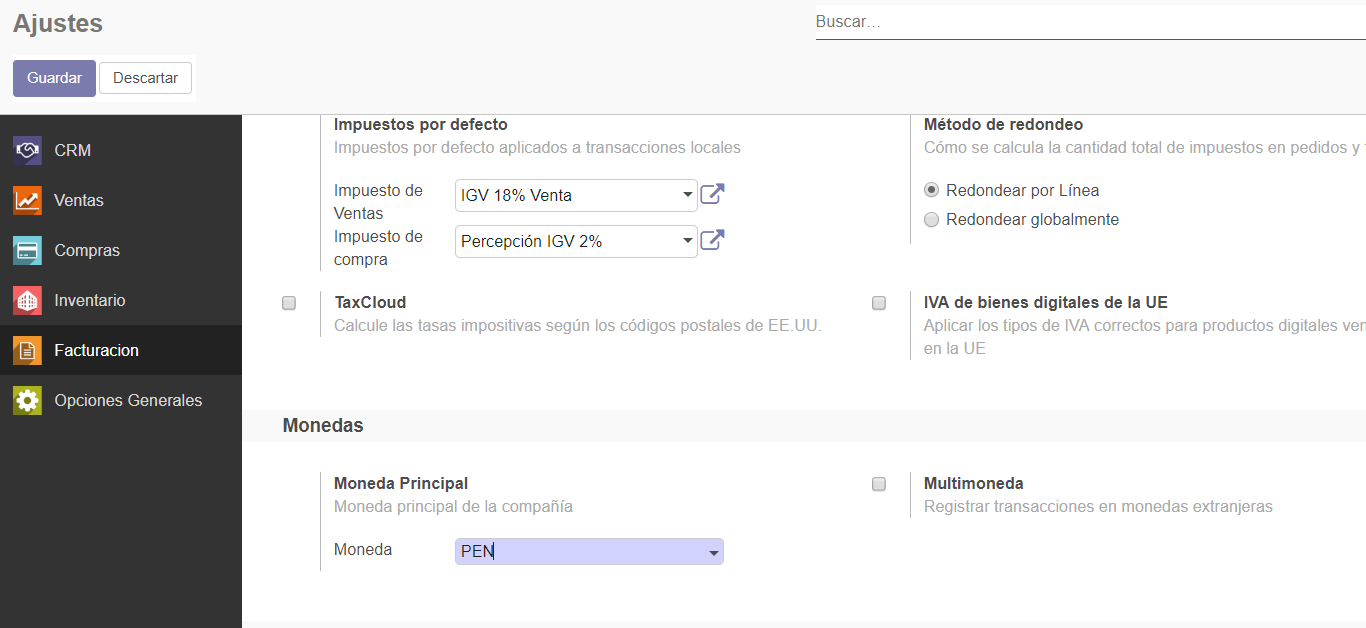 Ajustes
Buscar...
Guardar
Descartar
CRM
Ventas
Compras
Inventario
Facturacion
Opciones Generales
Impuestos por defecto
Impuestos por defecto aplicados a transacciones locales
Impuesto de
Ventas
IGV 18% Venta
Impuesto de
compra
Percepción IGV 2%
Método de redondeo
Cómo se calcula la cantidad total de impuestos en pedidos y
Redondear por Línea
Redondear globalmente
TaxCloud
Calcule las tasas impositivas según los códigos postales de EE.UU.
IVA de bienes digitales de la UE
Aplicar los tipos de IVA correctos para productos digitales ven
en la UE
Monedas
Moneda Principal
Moneda principal de la compañía
Moneda
PEN
Multimoneda
Registrar transacciones en monedas extranjeras